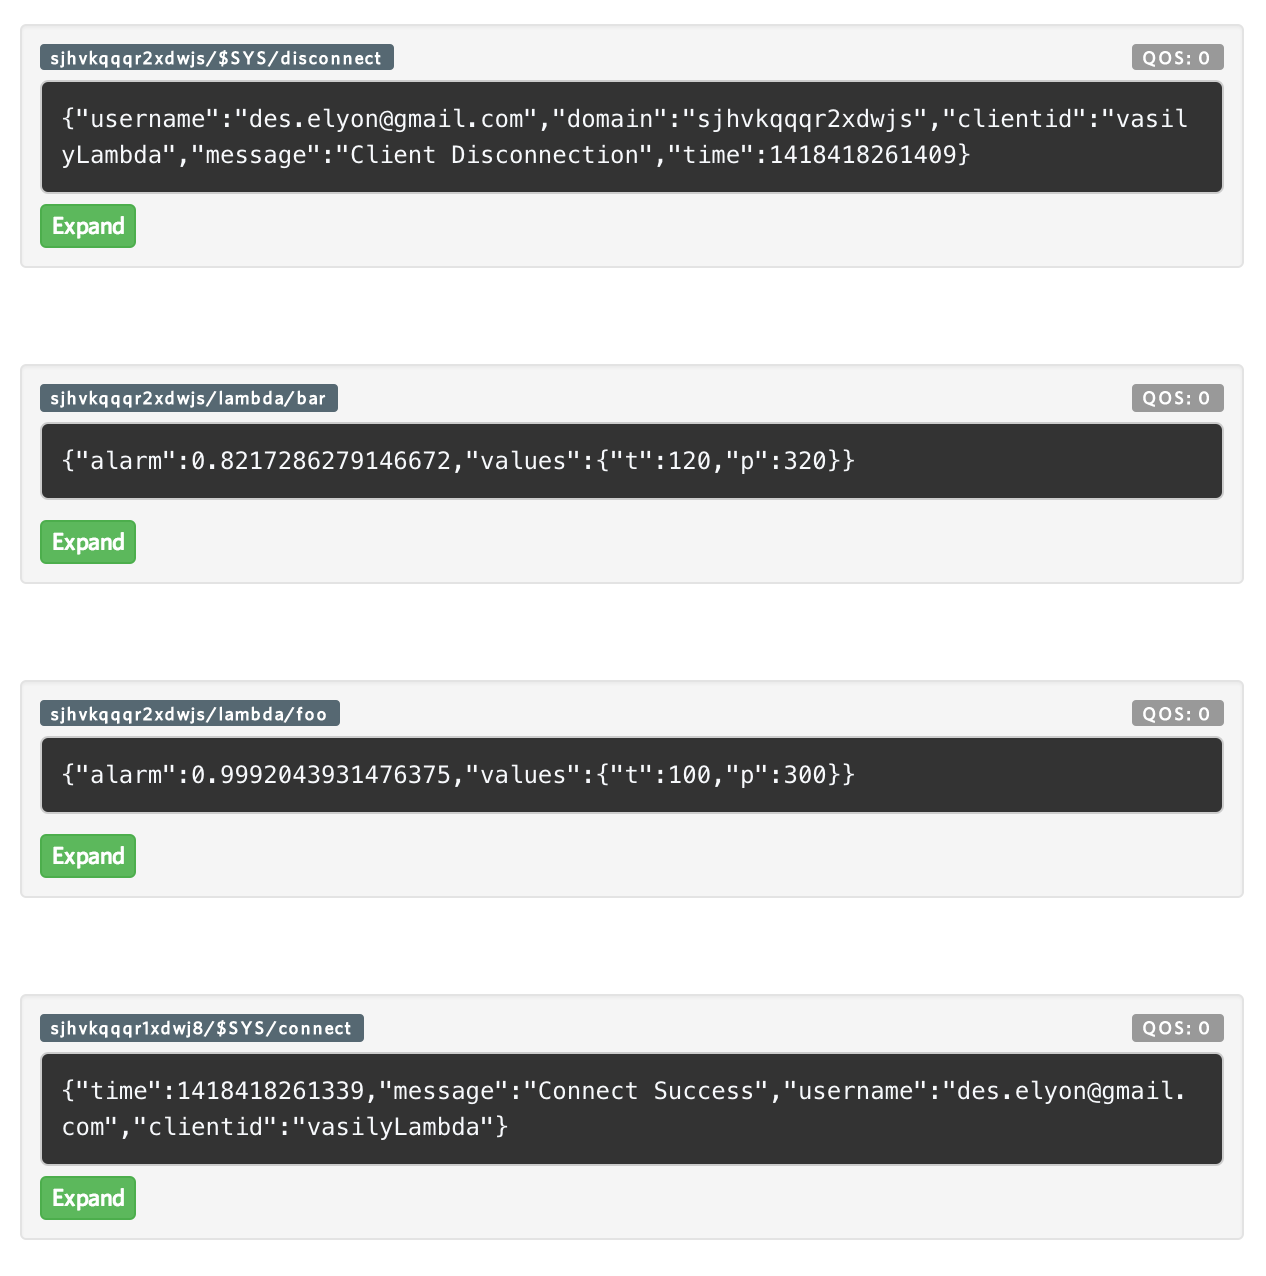 sjhvkqqqr2xdwjs/$SYS/disconnect QOS: 0
{"username":"des.elyon@gmail.com","domain":"sjhvkqqqr2xdwjs","clientid":"vasil
yLambda","message":"Client Disconnection","time":1418418261409}
Expand
sjhvkqqqr2xdwjs/lambda/bar QOS: 0
{"alarm":0.8217286279146672,"values":{"t":120,"p":320}}
Expand
sjhvkqqqr2xdwjs/lambda/foo QOS: 0
{"alarm":0.9992043931476375,"values":{"t":100,"p":300}}
Expand
sjhvkqqqr1xdwj8/$SYS/connect QOS: 0
{"time":1418418261339,"message":"Connect Success","username":"des.elyon@gmail.
com","clientid":"vasilyLambda"}
Expand